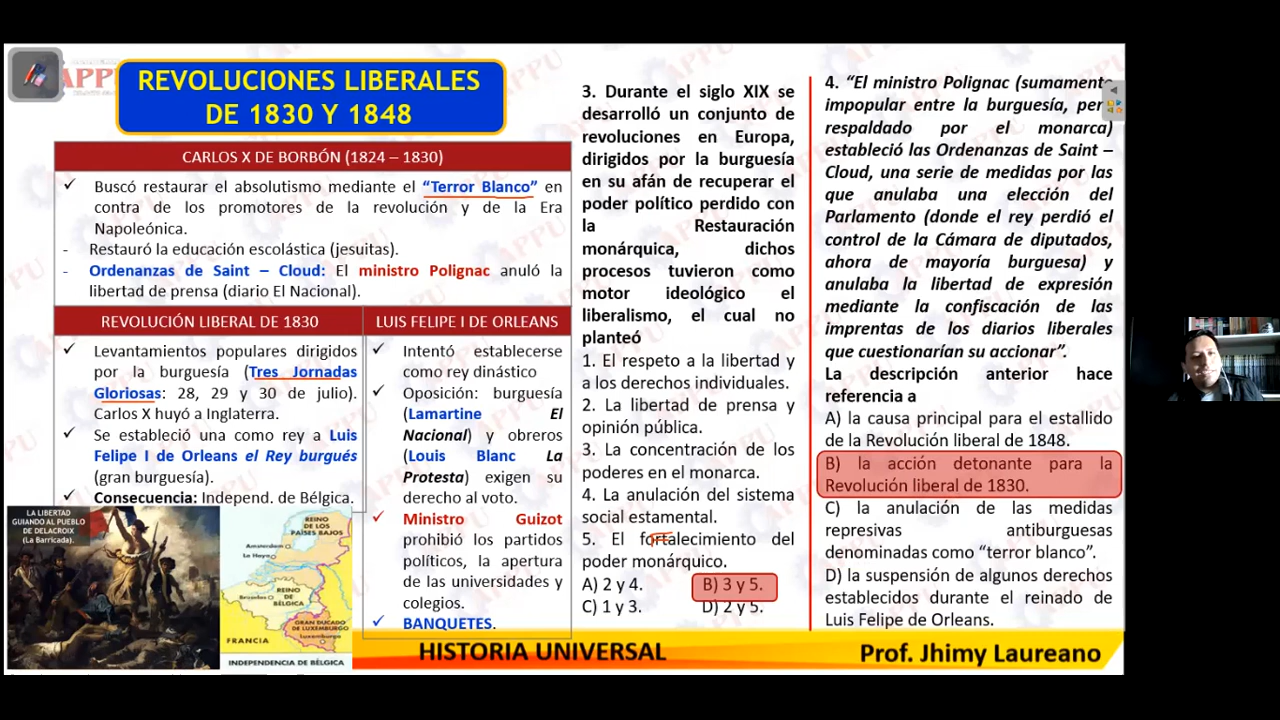 REVOLUCIONES LIBERALES
DE 1830 Y 1848
CARLOS X DE BORBÓN (1824 – 1830)
✓ Buscó restaurar el absolutismo mediante el “Terror Blanco” en
contra de los promotores de la revolución y de la Era
Napoleónica.
- Restauró la educación escolástica (jesuitas).
- Ordenanzas de Saint – Cloud: El ministro Polignac anuló la
libertad de prensa (diario El Nacional).
REVOLUCIÓN LIBERAL DE 1830
✓ Levantamientos populares dirigidos
por la burguesía (Tres Jornadas
Gloriosas: 28, 29 y 30 de julio).
Carlos X huyó a Inglaterra.
✓ Se estableció una como rey a Luis
Felipe I de Orleans el Rey burgués
(gran burguesía).
✓ Consecuencia: Independ. de Bélgica.
LA LIBERTAD
GUIANDO AL PUEBLO
DE DELACROIX
(La Barricada).
REINO
DE LOS
PAÍSES BAJOS
Amsterdam
La Haya
Bruselas
REINO
DE
BÉLGICA
GRAN DUCADO
DE LUXEMBURGO
Luxemburgo
FRANCIA
INDEPENDENCIA DE BÉLGICA
LUIS FELIPE I DE ORLEANS
✓ Intentó establecerse
como rey dinástico
✓ Oposición: burguesía
(Lamartine El
Nacional) y obreros
(Louis Blanc La
Protesta) exigen su
derecho al voto.
✓ Ministro Guizot
prohibió los partidos
políticos, la apertura
de las universidades y
colegios.
✓ BANQUETES.
3. Durante el siglo XIX se
desarrolló un conjunto de
revoluciones en Europa,
dirigidos por la burguesía
en su afán de recuperar el
poder político perdido con
la Restauración
monárquica, dichos
procesos tuvieron como
motor ideológico el
liberalismo, el cual no
planteó
1. El respeto a la libertad y
a los derechos individuales.
2. La libertad de prensa y
opinión pública.
3. La concentración de los
poderes en el monarca.
4. La anulación del sistema
social estamental.
5. El fortalecimiento del
poder monárquico.
A) 2 y 4. B) 3 y 5.
C) 1 y 3. D) 2 y 5.
4. “El ministro Polignac (sumamente
impopular entre la burguesía,
respaldado por el monarca)
estableció las Ordenanzas de Saint –
Cloud, una serie de medidas por las
que anulaba una elección del
Parlamento (donde el rey perdió el
control de la Cámara de diputados,
ahora de mayoría burguesa) y
anulaba la libertad de expresión
mediante la confiscación de las
imprentas de los diarios liberales
que cuestionarían su accionar”.
La descripción anterior hace
referencia a
A) la causa principal para el estallido
de la Revolución liberal de 1848.
B) la acción detonante para la
Revolución liberal de 1830.
C) la anulación de las medidas
represivas antiburguesas
denominadas como “terror blanco”.
D) la suspensión de algunos derechos
establecidos durante el reinado de
Luis Felipe de Orleans.
HISTORIA UNIVERSAL
Prof. Jhimy Laureano